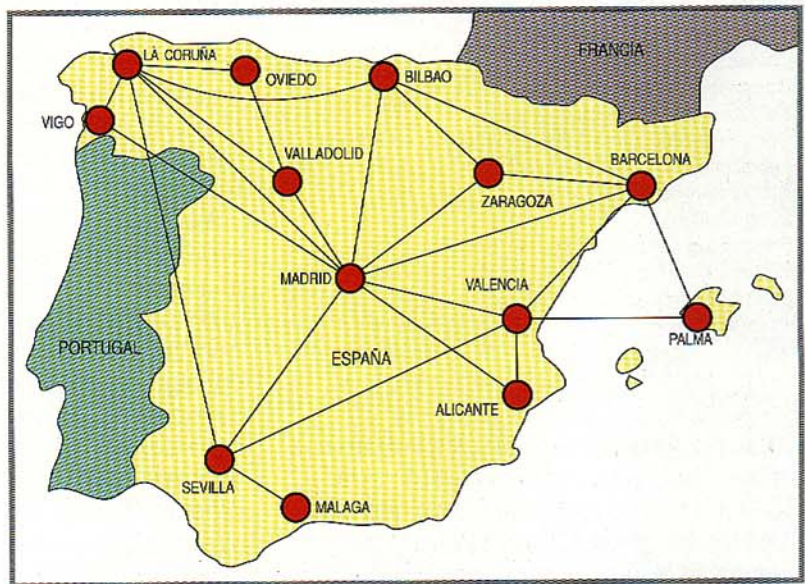 FRANCIA
LA CORUÑA
OVIEDO
BILBAO
VIGO
VALLADOLID
BARCELONA
ZARAGOZA
MADRID
VALENCIA
PORTUGAL
ESPAÑA
PALMA
ALICANTE
SEVILLA
MALAGA